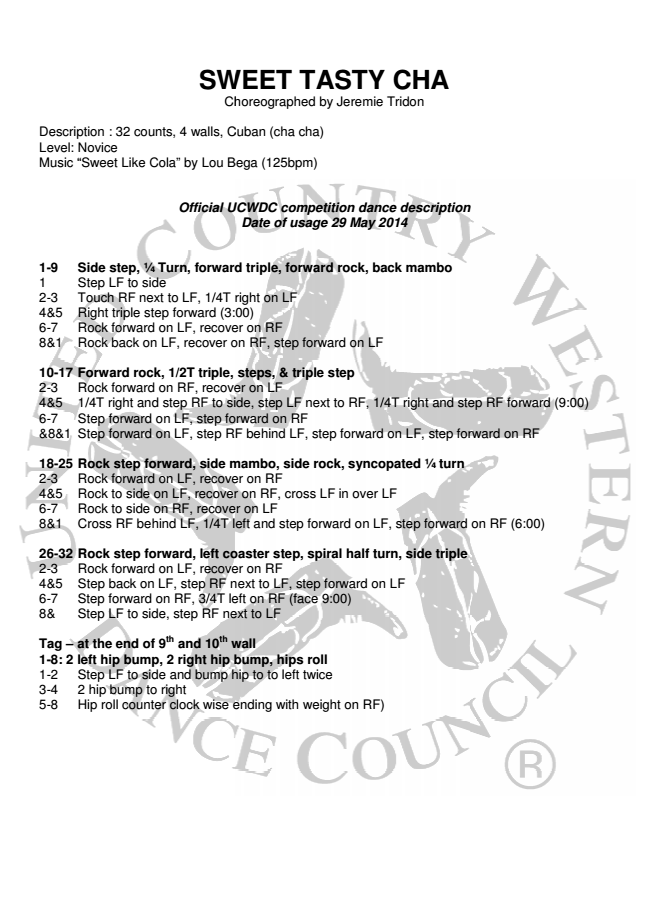 SWEET TASTY CHA
Choreographed by Jeremie Tridon
Description : 32 counts, 4 walls, Cuban (cha cha)
Level: Novice
Music “Sweet Like Cola” by Lou Bega (125bpm)
Official UCWDC competition dance description
Date of usage 29 May 2014
1-9 Side step, ¼ Turn, forward triple, forward rock, back mambo
1 Step LF to side
2-3 Touch RF next to LF, 1/4T right on LF
4&5 Right triple step forward (3:00)
6-7 Rock forward on LF, recover on RF
8&1 Rock back on LF, recover on RF, step forward on LF
10-17 Forward rock, 1/2T triple, steps, & triple step
2-3 Rock forward on RF, recover on LF
4&5 1/4T right and step RF to side, step LF next to RF, 1/4T right and step RF forward (9:00)
6-7 Step forward on LF, step forward on RF
&8&1 Step forward on LF, step RF behind LF, step forward on LF, step forward on RF
18-25 Rock step forward, side mambo, side rock, syncopated ¼ turn
2-3 Rock forward on LF, recover on RF
4&5 Rock to side on LF, recover on RF, cross LF in over LF
6-7 Rock to side on RF, recover on LF
8&1 Cross RF behind LF, 1/4T left and step forward on LF, step forward on RF (6:00)
26-32 Rock step forward, left coaster step, spiral half turn, side triple
2-3 Rock forward on LF, recover on RF
4&5 Step back on LF, step RF next to LF, step forward on LF
6-7 Step forward on RF, 3/4T left on RF (face 9:00)
8& Step LF to side, step RF next to LF
Tag – at the end of 9th and 10th wall
1-8: 2 left hip bump, 2 right hip bump, hips roll
1-2 Step LF to side and bump hip to to left twice
3-4 2 hip bump to right
5-8 Hip roll counter clock wise ending with weight on RF)
UNITED COUNTRY WESTERN
DANCE COUNCIL
®